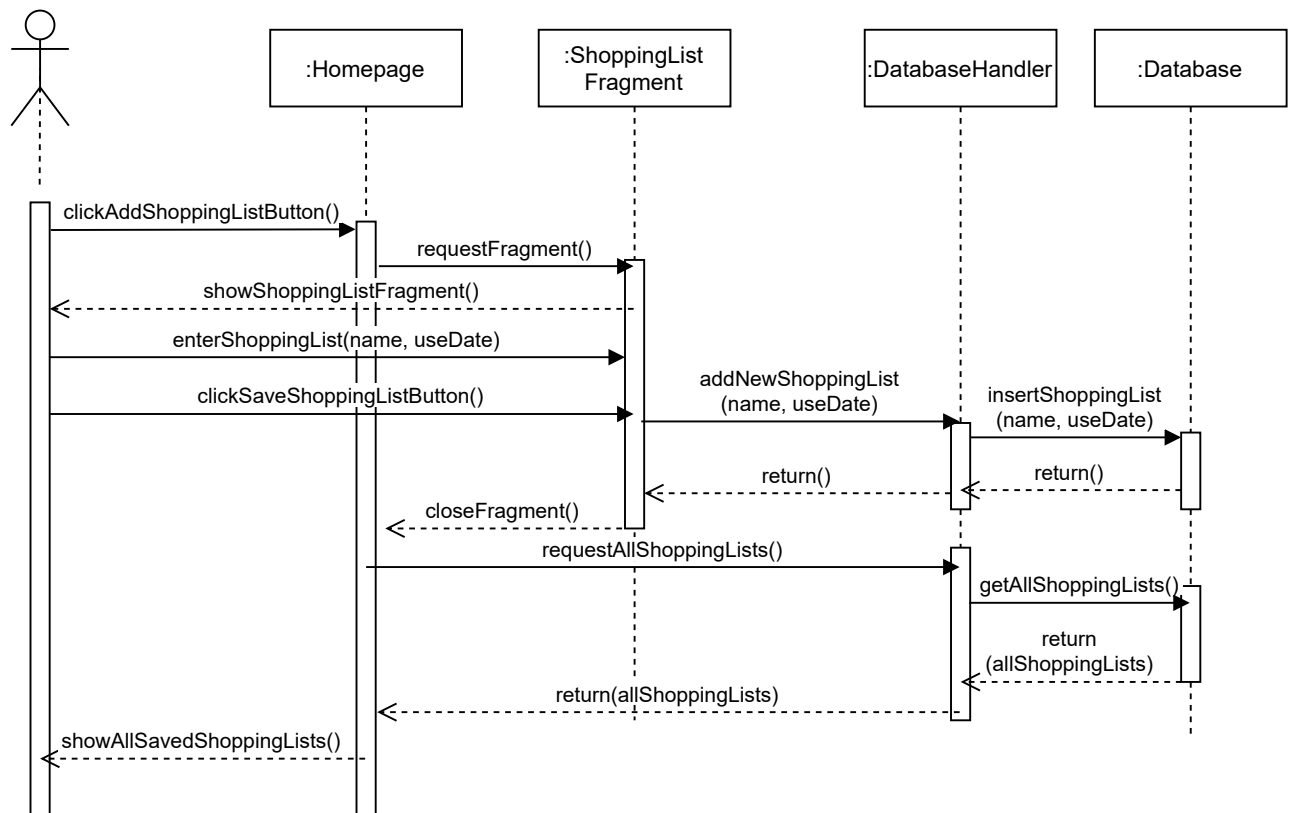 :Homepage
:ShoppingList
Fragment
:DatabaseHandler
:Database
clickAddShoppingListButton()
requestFragment()
showShoppingListFragment()
enterShoppingList(name, useDate)
clickSaveShoppingListButton()
addNewShoppingList
(name, useDate)
insertShoppingList
(name, useDate)
return()
return()
closeFragment()
requestAllShoppingLists()
getAllShoppingLists()
return
(allShoppingLists)
return(allShoppingLists)
showAllSavedShoppingLists()